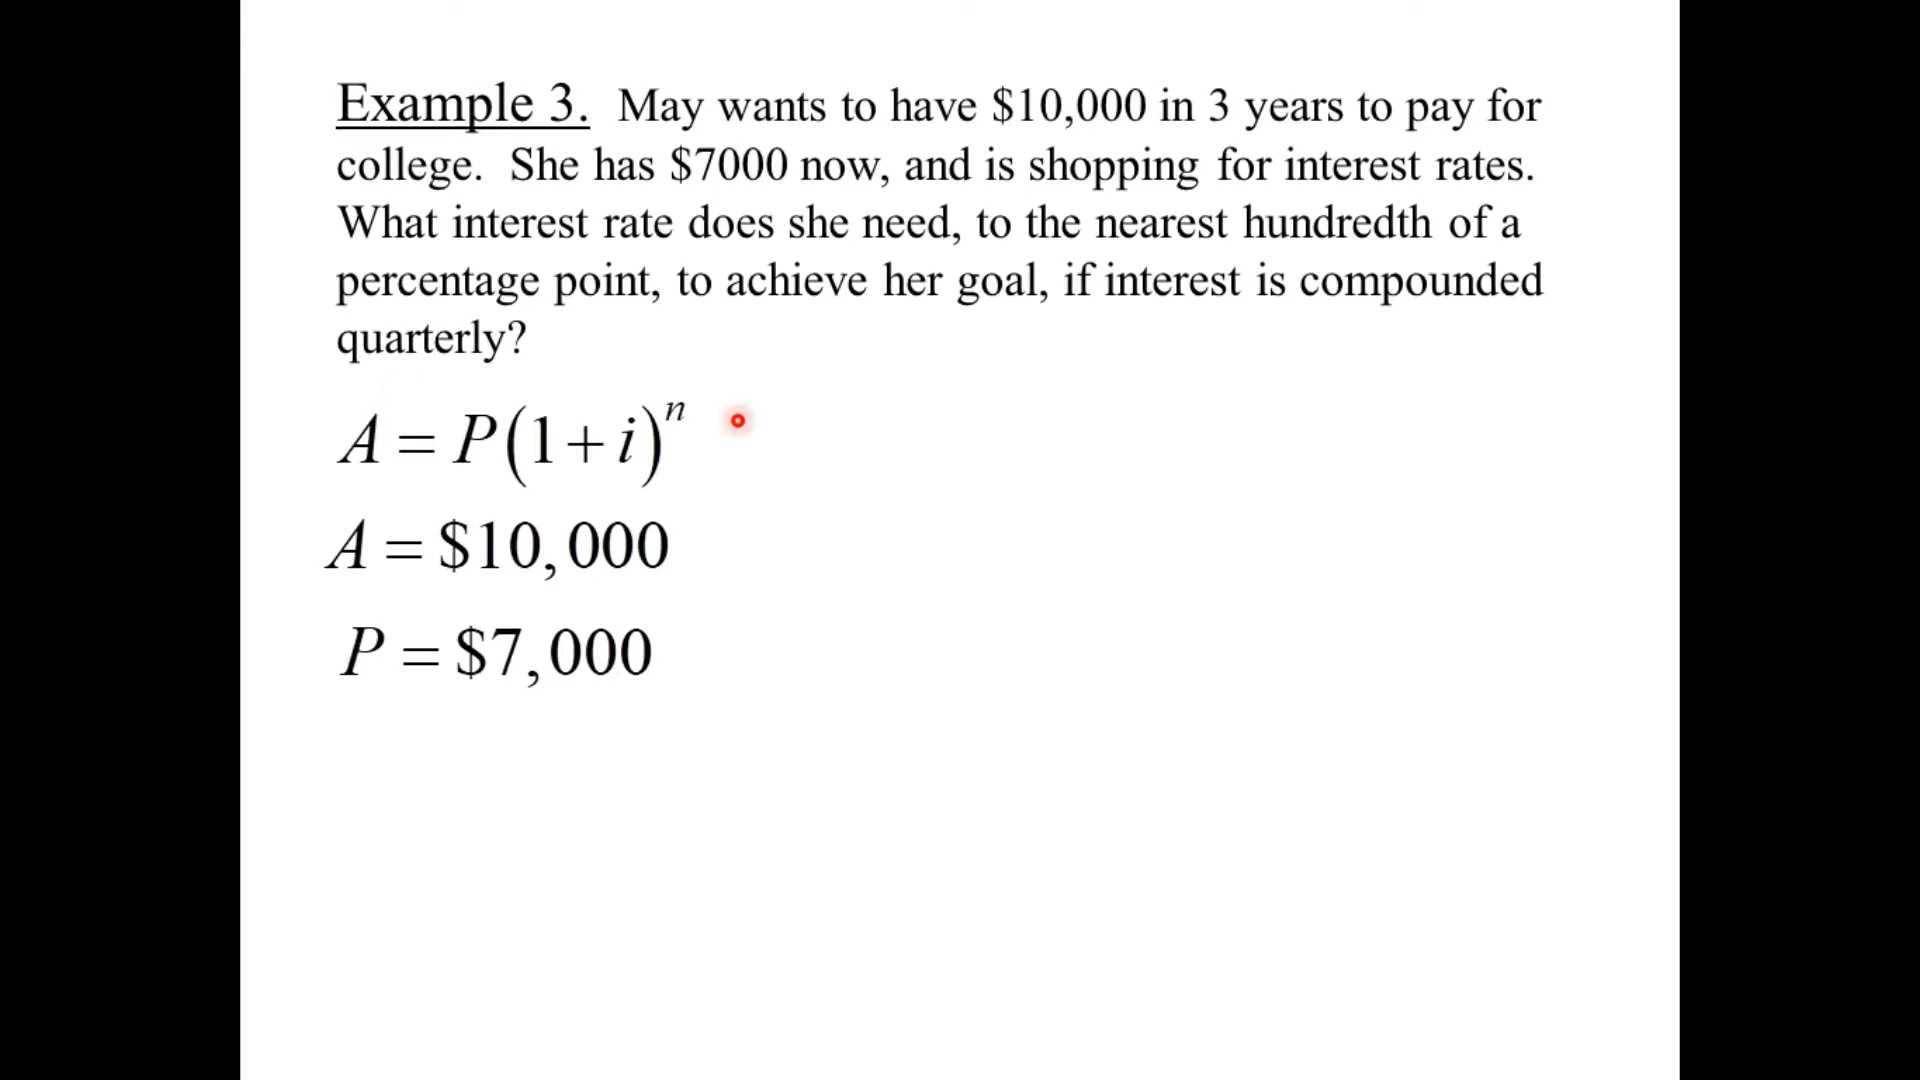 Example 3. May wants to have $10,000 in 3 years to pay for
college. She has $7000 now, and is shopping for interest rates.
What interest rate does she need, to the nearest hundredth of a
percentage point, to achieve her goal, if interest is compounded
quarterly?
A = P(1+i)^n
A = $10,000
P = $7,000